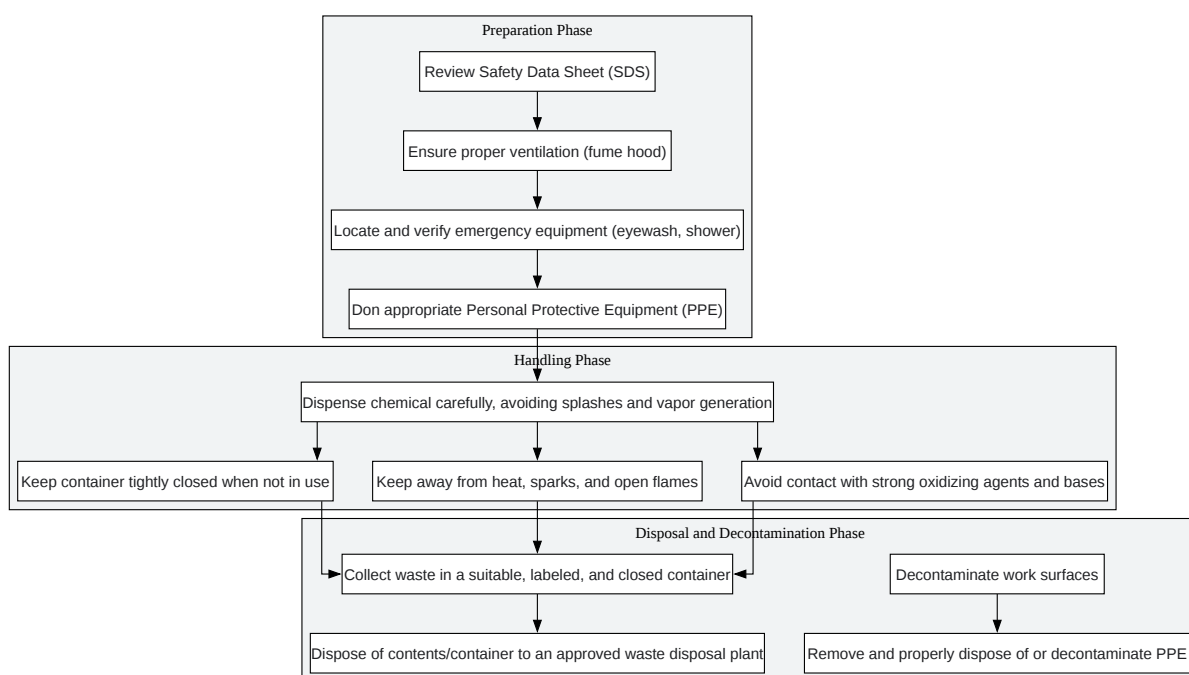 Preparation Phase
Review Safety Data Sheet (SDS)
Ensure proper ventilation (fume hood)
Locate and verify emergency equipment (eyewash, shower)
Don appropriate Personal Protective Equipment (PPE)
Handling Phase
Dispense chemical carefully, avoiding splashes and vapor generation
Keep container tightly closed when not in use
Keep away from heat, sparks, and open flames
Avoid contact with strong oxidizing agents and bases
Disposal and Decontamination Phase
Collect waste in a suitable, labeled, and closed container
Decontaminate work surfaces
Dispose of contents/container to an approved waste disposal plant
Remove and properly dispose of or decontaminate PPE